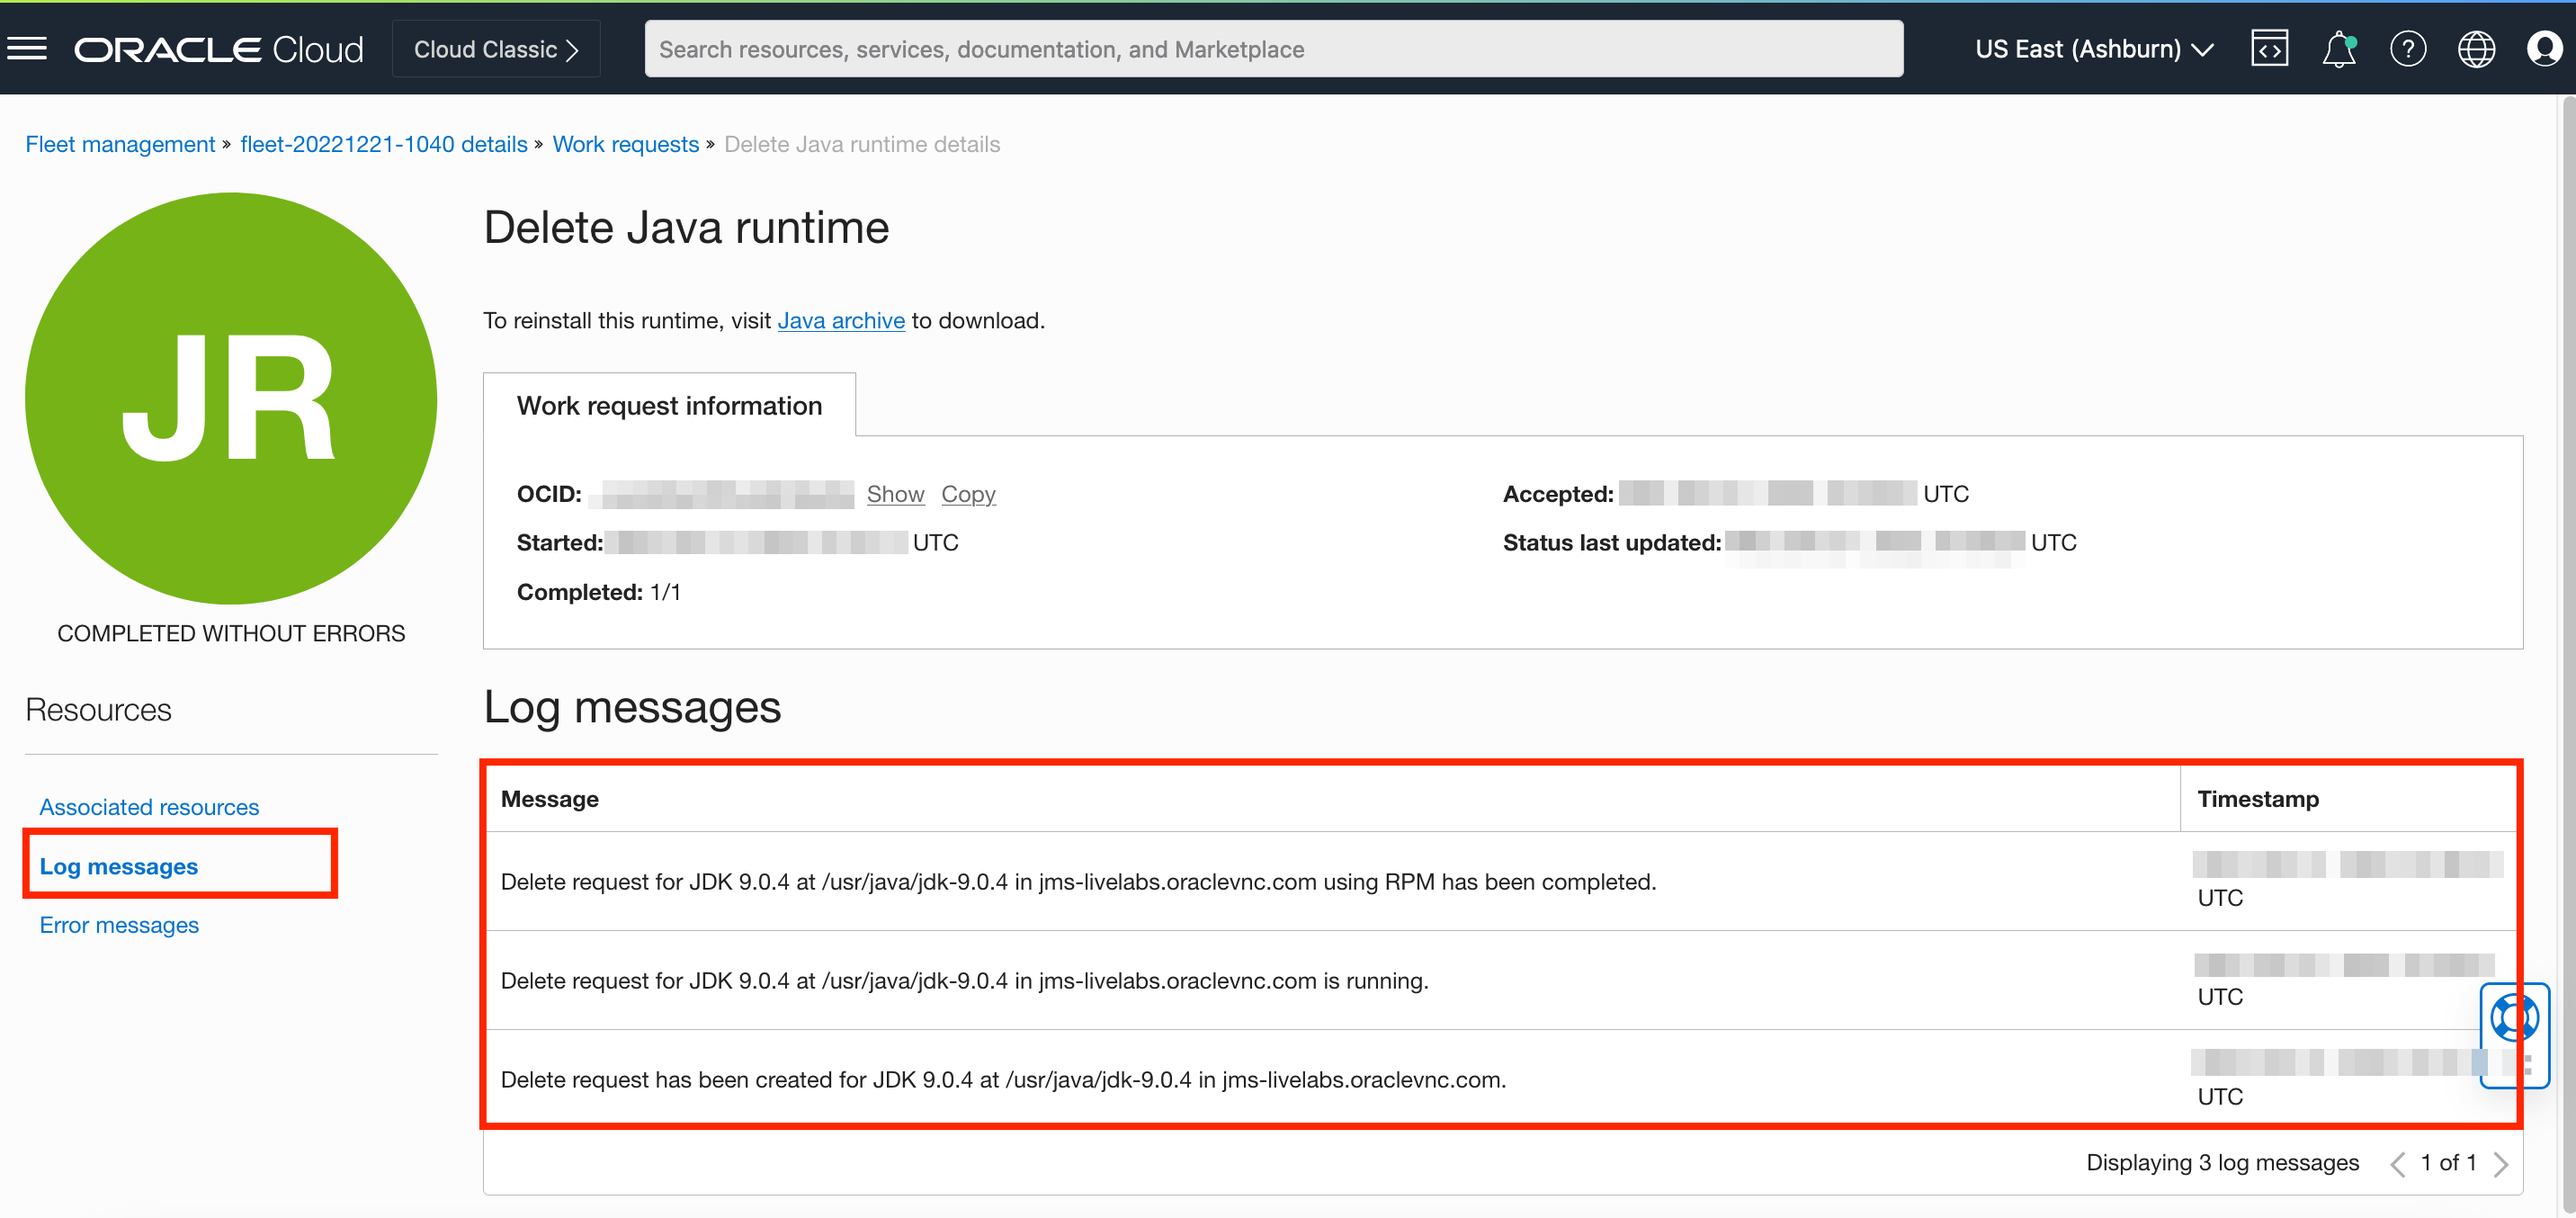 ORACLE Cloud
Cloud Classic
Search resources, services, documentation, and Marketplace
US East (Ashburn)
Fleet management » fleet-20221221-1040 details » Work requests » Delete Java runtime details
JR
COMPLETED WITHOUT ERRORS
Resources
Associated resources
Log messages
Error messages
Delete Java runtime
To reinstall this runtime, visit Java archive to download.
Work request information
OCID: Show Copy
Started: UTC
Completed: 1/1
Accepted: UTC
Status last updated: UTC
Log messages
Message Timestamp
Delete request for JDK 9.0.4 at /usr/java/jdk-9.0.4 in jms-livelabs.oraclevnc.com using RPM has been completed.
UTC
Delete request for JDK 9.0.4 at /usr/java/jdk-9.0.4 in jms-livelabs.oraclevnc.com is running.
UTC
Delete request has been created for JDK 9.0.4 at /usr/java/jdk-9.0.4 in jms-livelabs.oraclevnc.com.
UTC
Displaying 3 log messages 1 of 1